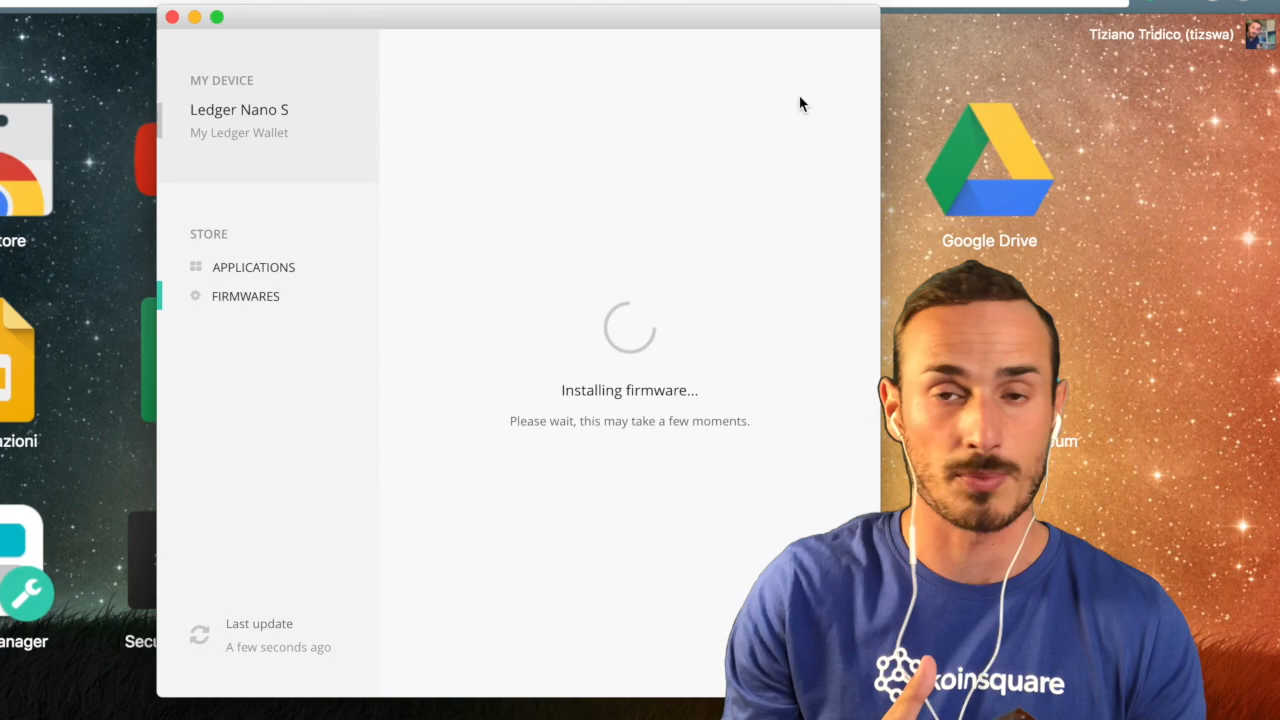 Tiziano Tridico (tizswa)
MY DEVICE
Ledger Nano S
My Ledger Wallet
STORE
APPLICATIONS
FIRMWARES
Installing firmware...
Please wait, this may take a few moments.
Last update
A few seconds ago
tore
Google Drive
azioni
um
anager
Secu
koinsquare